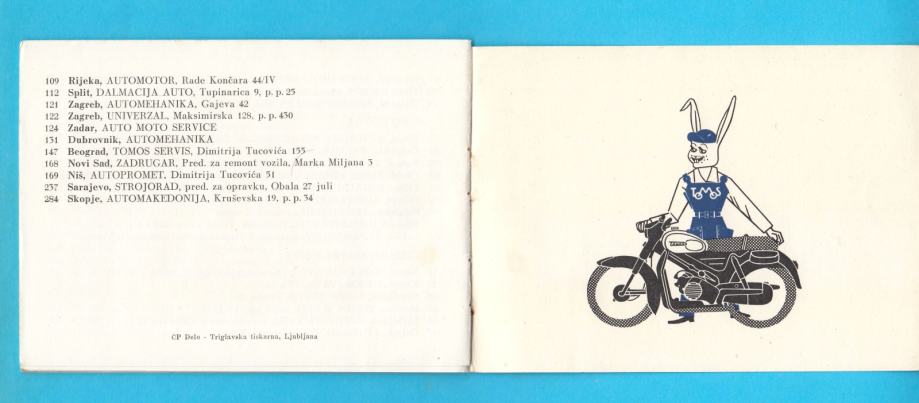 109 Rijeka, AUTOMOTOR, Rade Končara 44/IV
112 Split, DALMACIJA AUTO, Tupinarica 9, p. p. 25
121 Zagreb, AUTOMEHANIKA, Gajeva 42
122 Zagreb, UNIVERZAL, Maksimirska 128, p. p. 430
124 Zadar, AUTO MOTO SERVICE
131 Dubrovnik, AUTOMEHANIKA
147 Beograd, TOMOS SERVIS, Dimitrija Tucovića 155
168 Novi Sad, ZADRUGAR, Pred. za remont vozila, Marka Miljana 3
169 Niš, AUTOPROMET, Dimitrija Tucovića 51
237 Sarajevo, STROJORAD, pred. za opravku, Obala 27 juli
284 Skopje, AUTOMAKEDONIJA, Kruševska 19, p. p. 34
ČP Delo - Triglavska tiskarna, Ljubljana
TOMOS